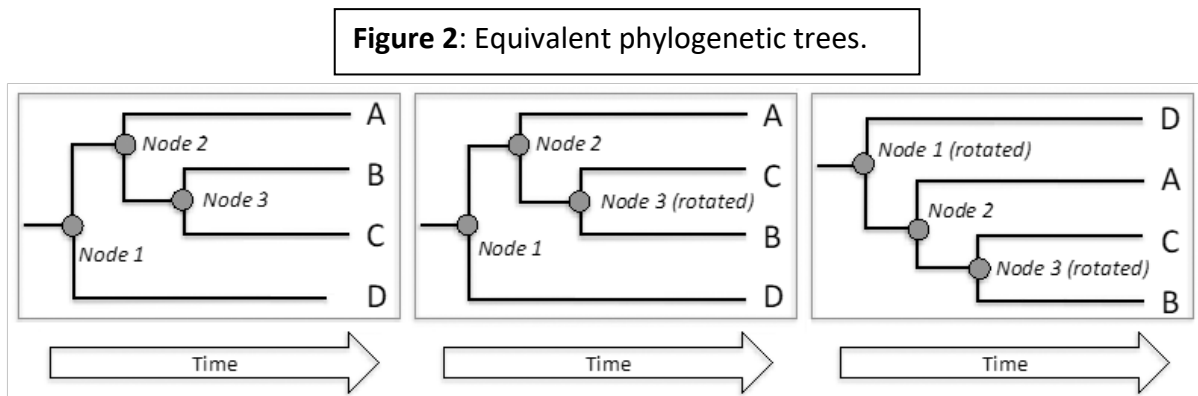 Figure 2: Equivalent phylogenetic trees.
A
Node 2
B
Node 3
C
Node 1
D
Time
A
Node 2
C
Node 3 (rotated)
B
Node 1
D
Time
D
Node 1 (rotated)
A
Node 2
C
Node 3 (rotated)
B
Time